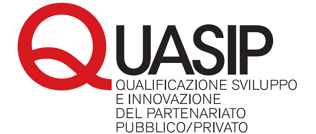 QUASIP
QUALIFICAZIONE SVILUPPO
E INNOVAZIONE
DEL PARTENARIATO
PUBBLICO/PRIVATO